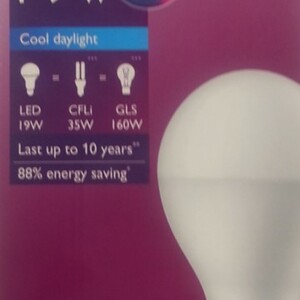 Cool daylight
LED = CFLi = GLS
19W 35W 160W
Last up to 10 years**
88% energy saving*